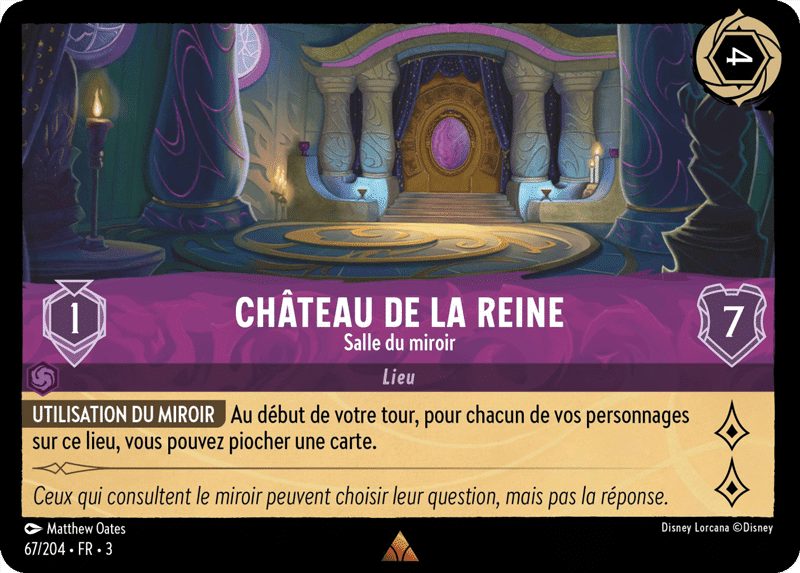 4
1
CHÂTEAU DE LA REINE
7
Salle du miroir
Lieu
UTILISATION DU MIROIR Au début de votre tour, pour chacun de vos personnages
sur ce lieu, vous pouvez piocher une carte.
Ceux qui consultent le miroir peuvent choisir leur question, mais pas la réponse.
Matthew Oates
Disney Lorcana ©Disney
67/204 • FR • 3